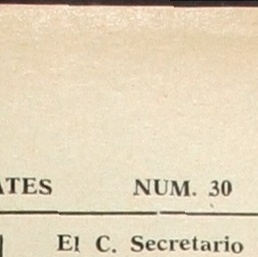 ATES NUM. 30
El C. Secretario